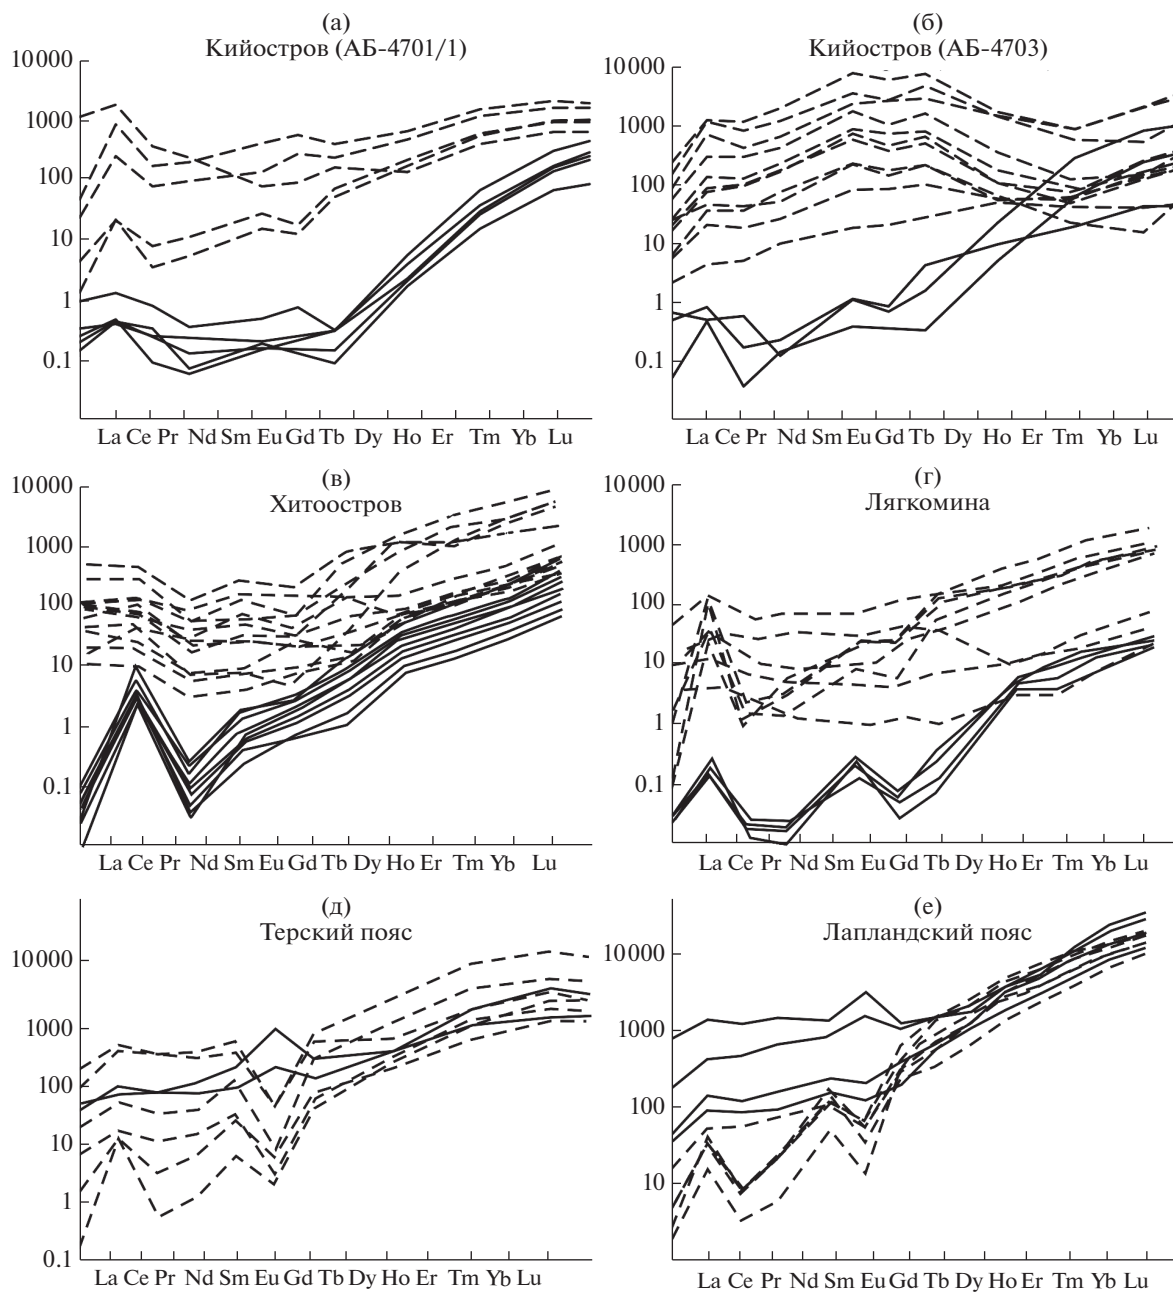 (а)
Кийостров (АБ-4701/1)
10000
1000
100
10
1
0.1
La Ce Pr Nd Sm Eu Gd Tb Dy Ho Er Tm Yb Lu
(б)
Кийостров (АБ-4703)
10000
1000
100
10
1
0.1
La Ce Pr Nd Sm Eu Gd Tb Dy Ho Er Tm Yb Lu
(в)
Хитоостров
10000
1000
100
10
1
0.1
La Ce Pr Nd Sm Eu Gd Tb Dy Ho Er Tm Yb Lu
(г)
Лягкомина
10000
1000
100
10
1
0.1
La Ce Pr Nd Sm Eu Gd Tb Dy Ho Er Tm Yb Lu
(д)
Терский пояс
10000
1000
100
10
1
0.1
La Ce Pr Nd Sm Eu Gd Tb Dy Ho Er Tm Yb Lu
(е)
Лапландский пояс
10000
1000
100
10
La Ce Pr Nd Sm Eu Gd Tb Dy Ho Er Tm Yb Lu